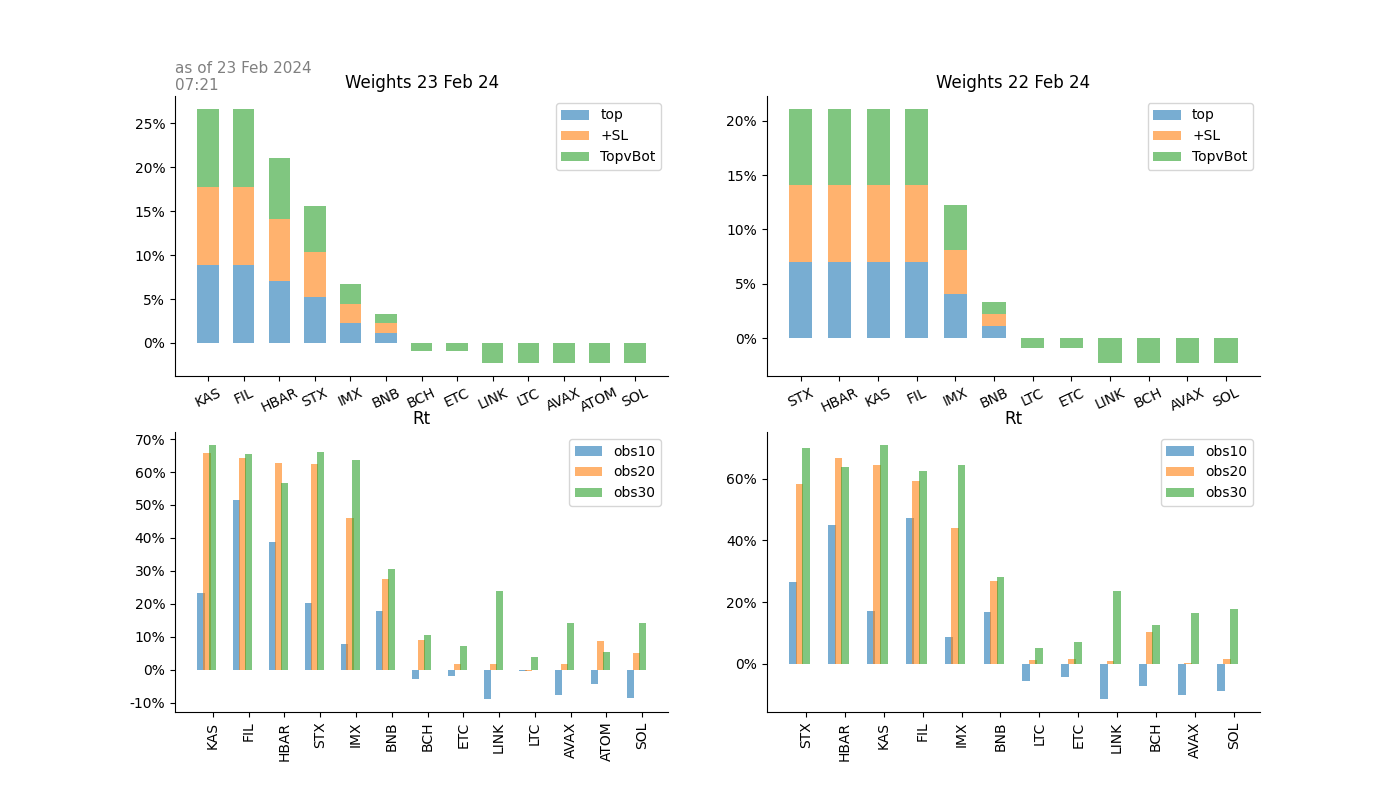 as of 23 Feb 2024
07:21
Weights 23 Feb 24
25%
20%
15%
10%
5%
0%
top
+SL
TopvBot
KAS FIL HBAR STX IMX BNB BCH ETC LINK LTC AVAX ATOM SOL
Weights 22 Feb 24
20%
15%
10%
5%
0%
top
+SL
TopvBot
STX HBAR KAS FIL IMX BNB LTC ETC LINK BCH AVAX SOL
Rt
70%
60%
50%
40%
30%
20%
10%
0%
-10%
obs10
obs20
obs30
KAS FIL HBAR STX IMX BNB BCH ETC LINK LTC AVAX ATOM SOL
Rt
60%
40%
20%
0%
obs10
obs20
obs30
STX HBAR KAS FIL IMX BNB LTC ETC LINK BCH AVAX SOL